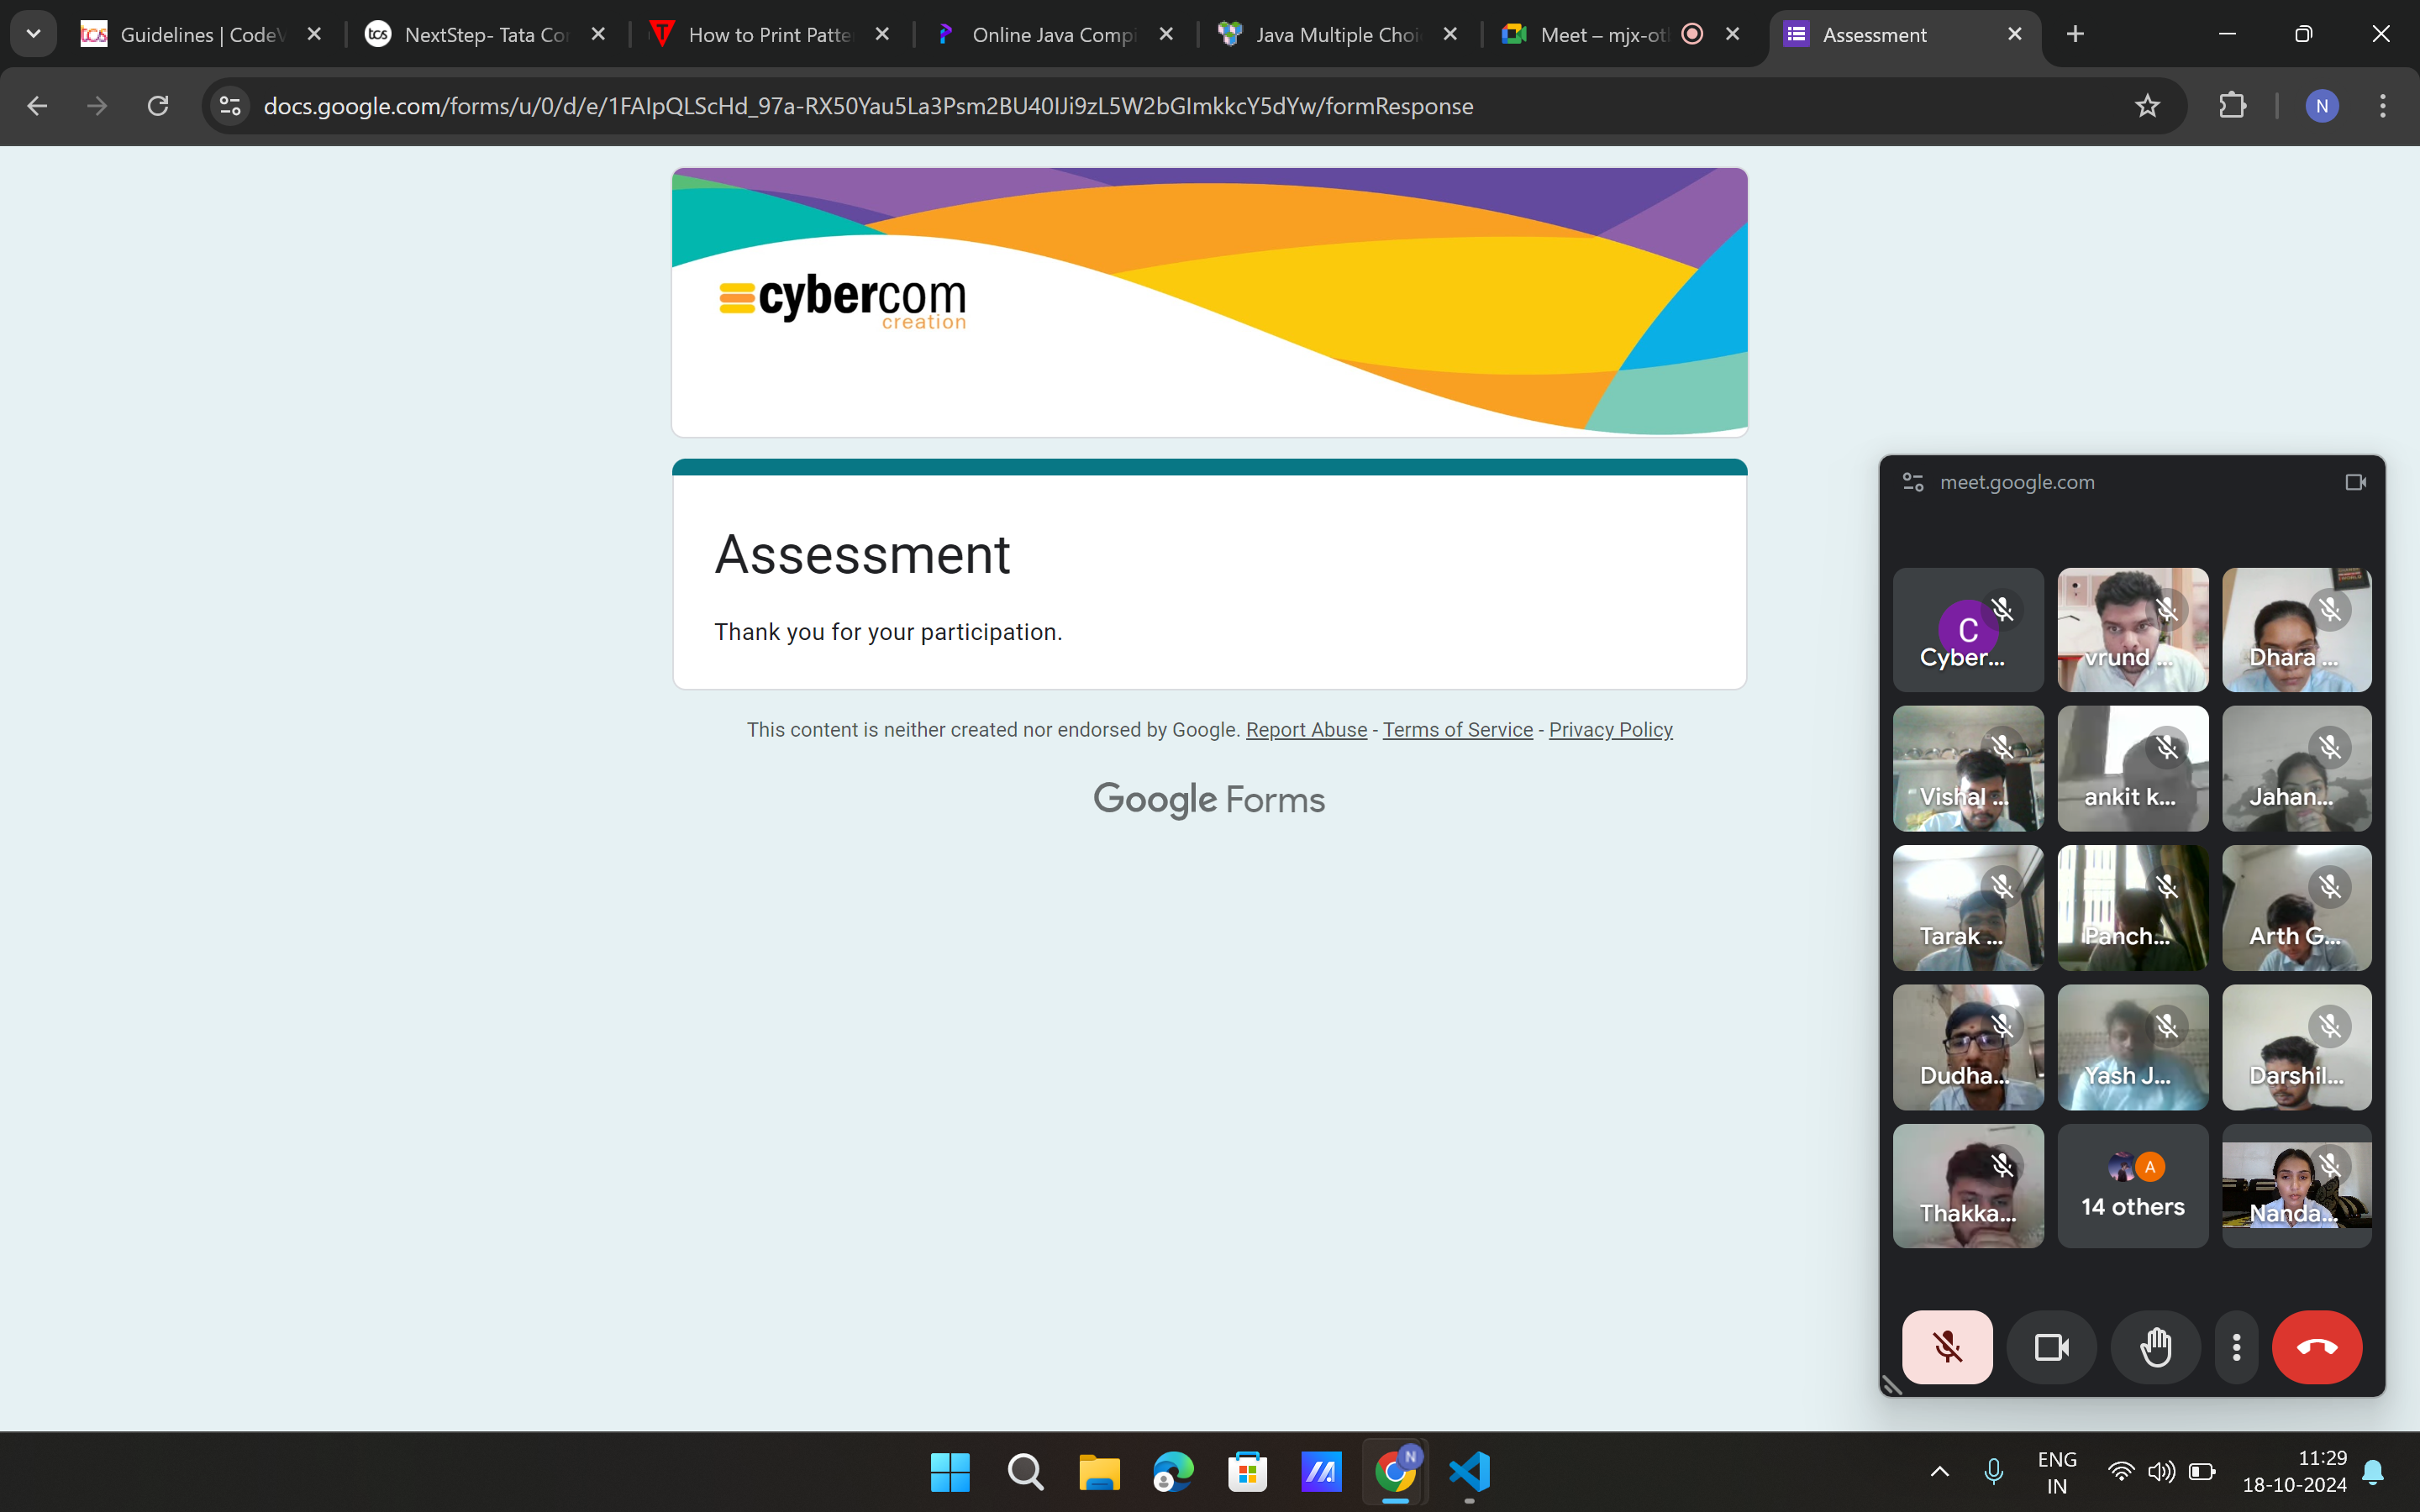 Guidelines | CodeV
NextStep- Tata Cor
How to Print Patte
Online Java Compi
Java Multiple Choi
Meet – mjx-otl
Assessment
docs.google.com/forms/u/0/d/e/1FAIpQLScHd_97a-RX50Yau5La3Psm2BU40IJi9zL5W2bGImkkcY5dYw/formResponse
N
cybercom
creation
Assessment
Thank you for your participation.
This content is neither created nor endorsed by Google. Report Abuse - Terms of Service - Privacy Policy
Google Forms
meet.google.com
C
Cyber...
vrund ...
Dhara ...
Vishal ...
ankit k...
Jahan...
Tarak ...
Panch...
Arth G...
Dudha...
Yash J...
Darshil...
Thakka...
A
14 others
Nanda...
N
ENG
IN
11:29
18-10-2024